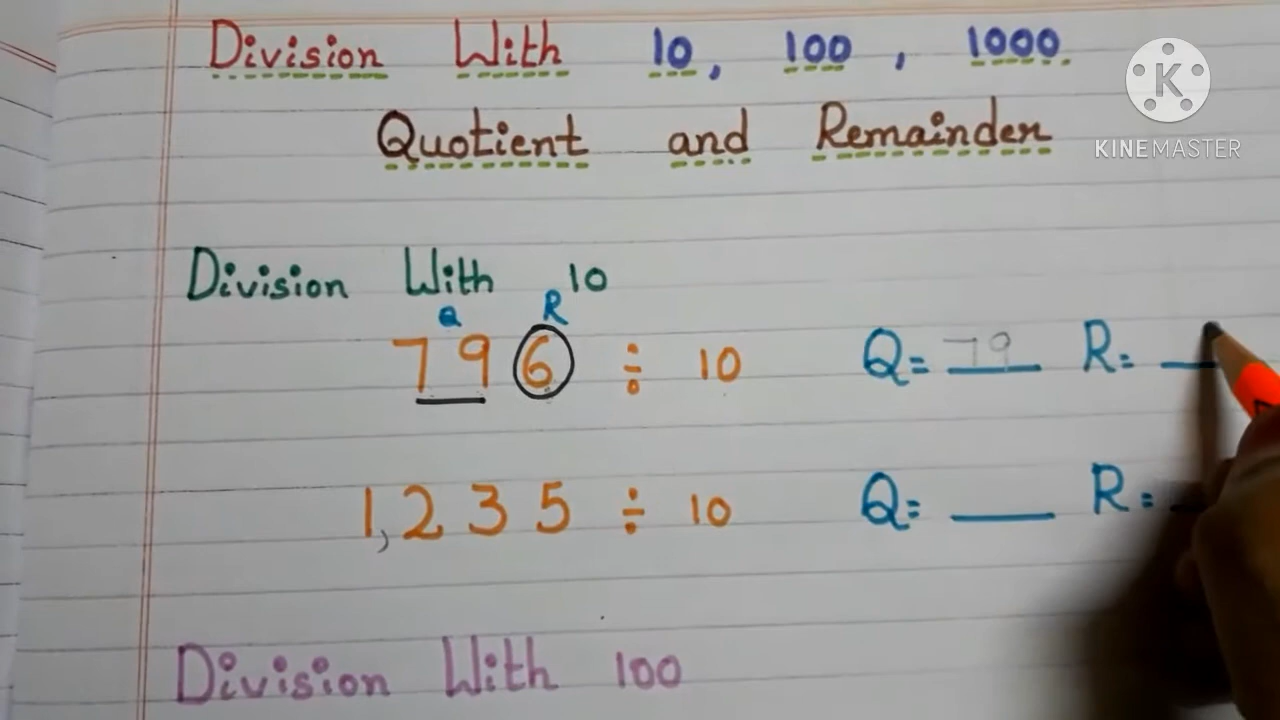 Division With 10, 100, 1000.
Quotient and Remainder
K
KINEMASTER
Division With 10
Q R
796 ÷ 10 Q= 79 R=
1,235 ÷ 10 Q= R=
Division With 100